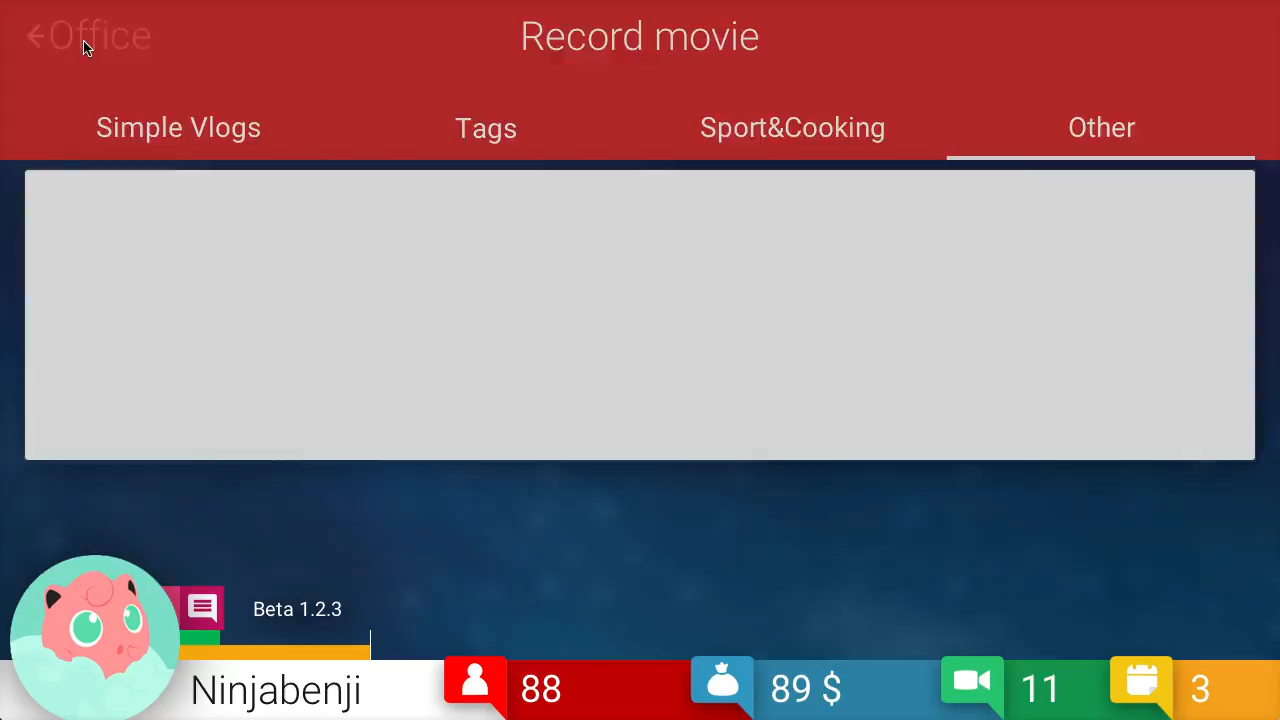 Office
Record movie
Simple Vlogs
Tags
Sport&Cooking
Other
Beta 1.2.3
Ninjabenji
88
89 $
11
3